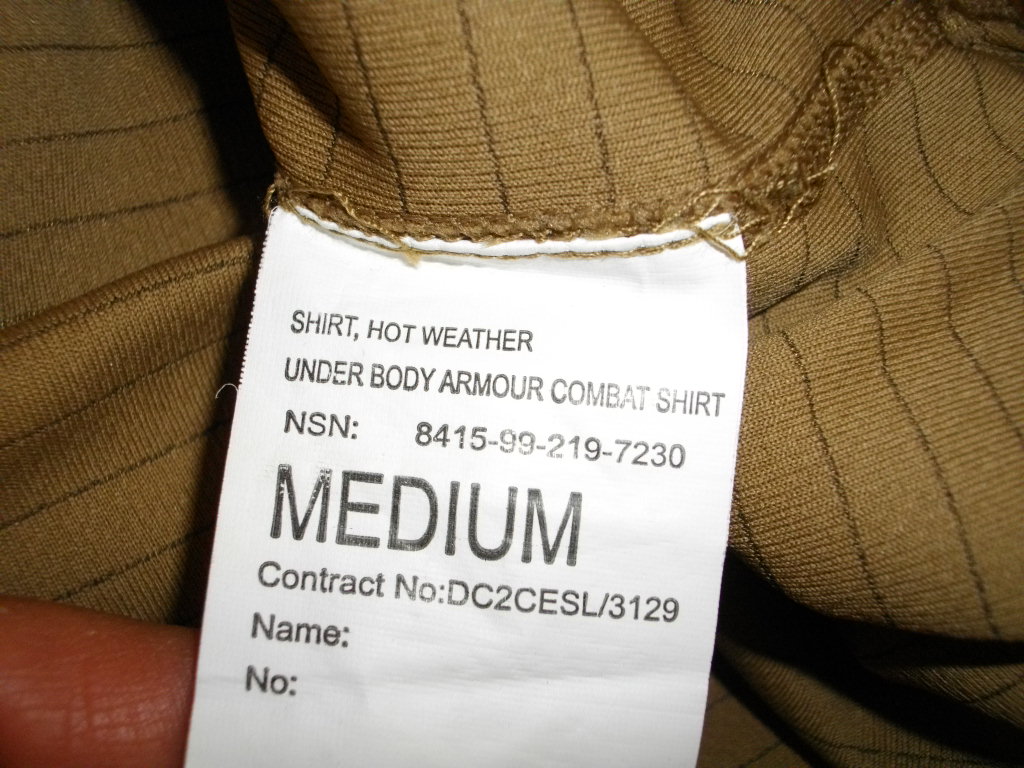 SHIRT, HOT WEATHER
UNDER BODY ARMOUR COMBAT SHIRT
NSN: 8415-99-219-7230
MEDIUM
Contract No:DC2CESL/3129
Name:
No: